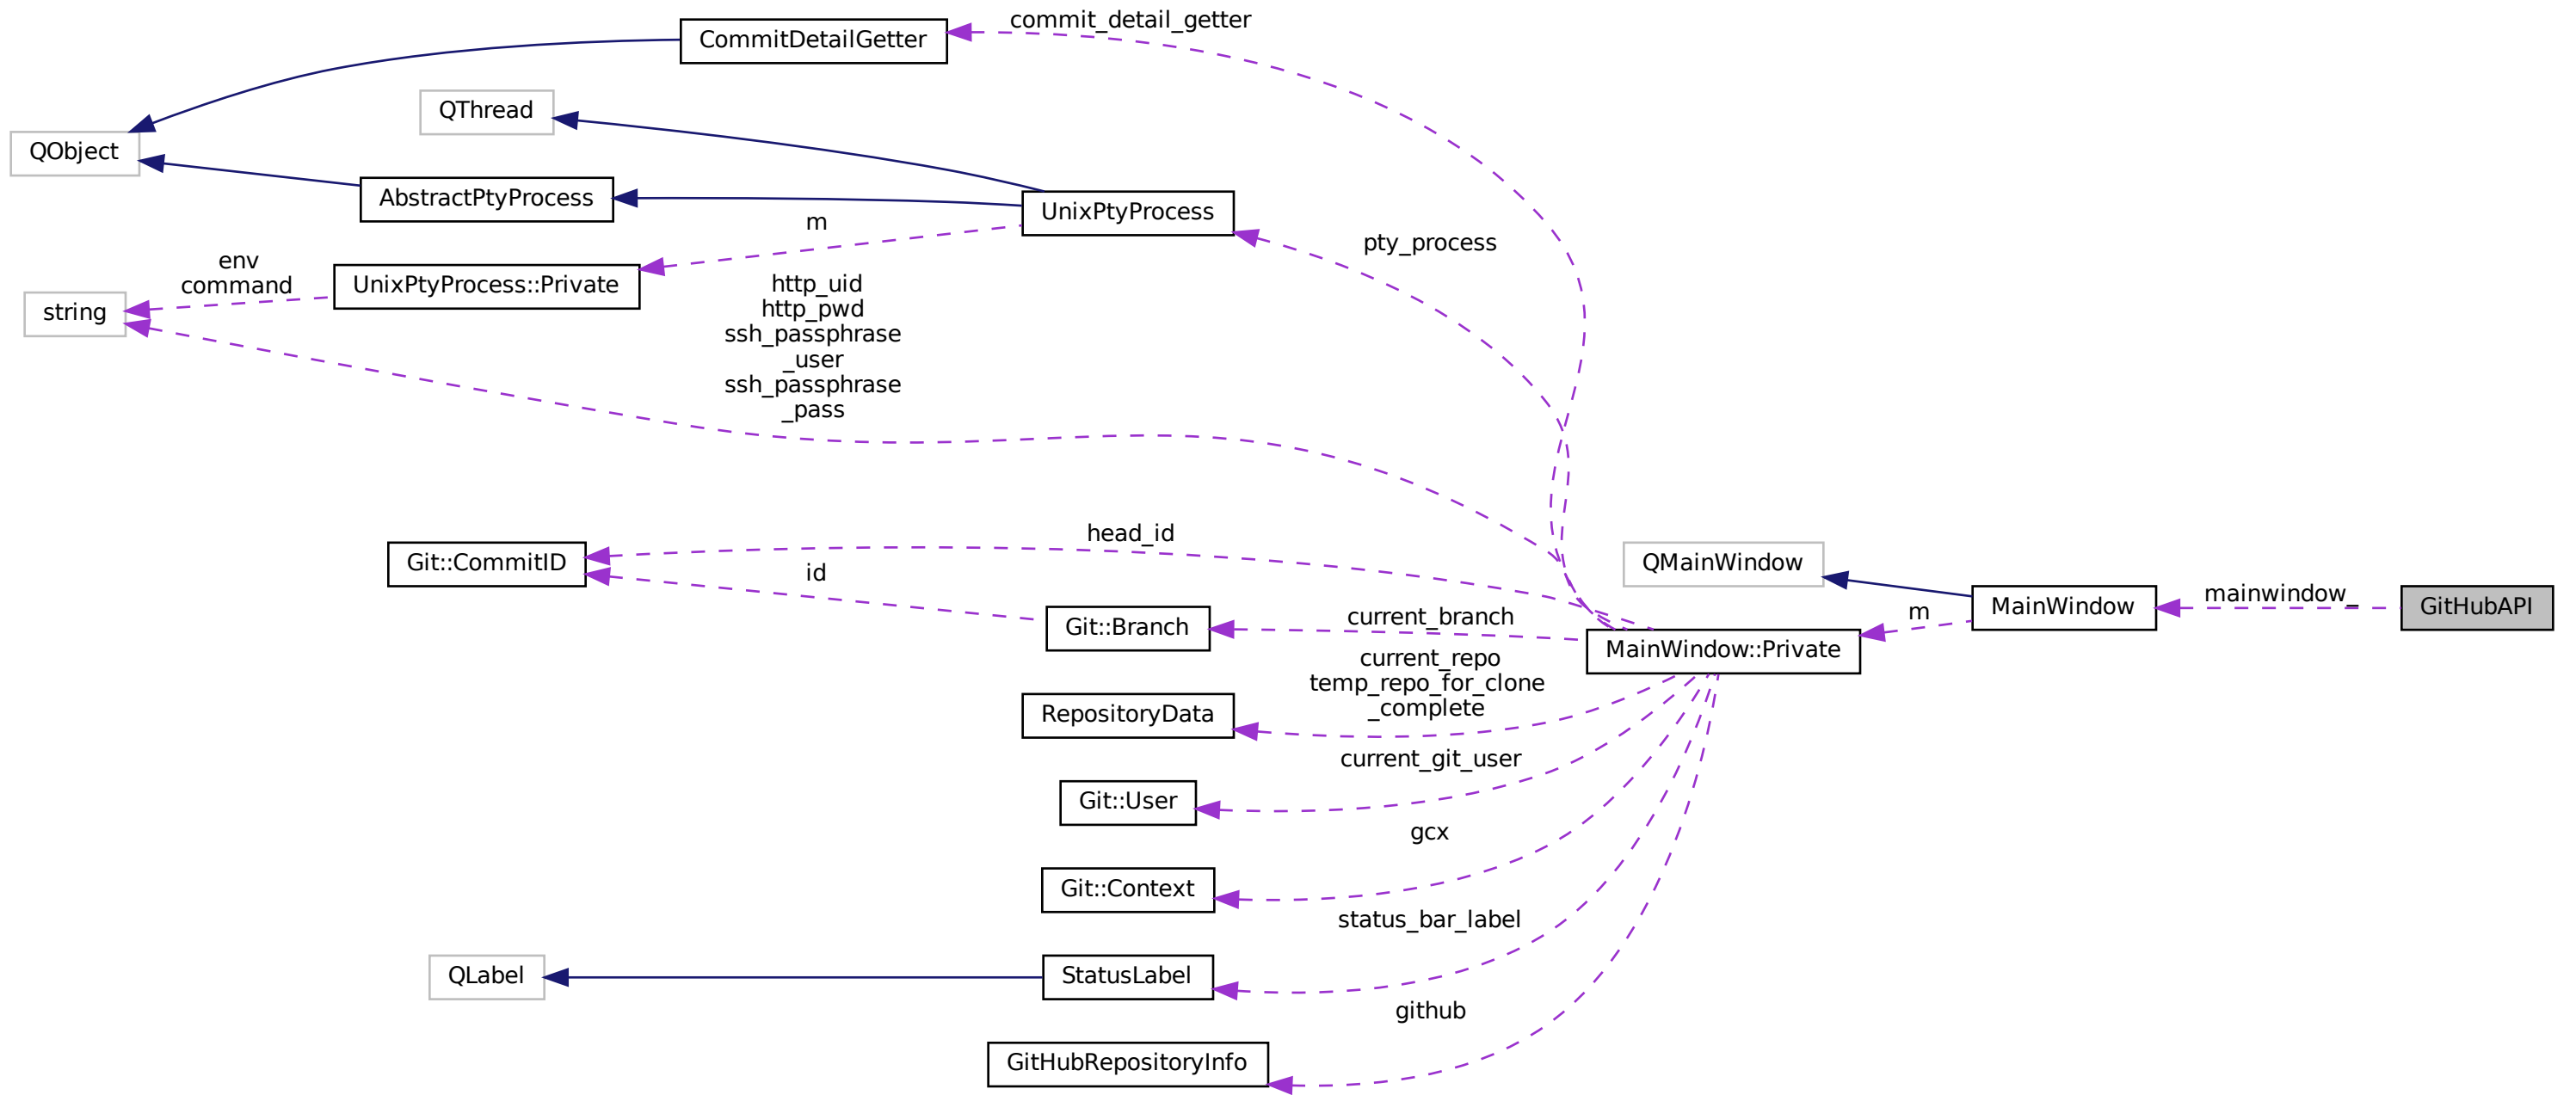 commit_detail_getter
CommitDetailGetter
QThread
QObject
AbstractPtyProcess
UnixPtyProcess
m
pty_process
env
command
UnixPtyProcess::Private
string
http_uid
http_pwd
ssh_passphrase
_user
ssh_passphrase
_pass
head_id
Git::CommitID
id
QMainWindow
MainWindow
mainwindow_
GitHubAPI
m
Git::Branch
current_branch
MainWindow::Private
current_repo
temp_repo_for_clone
_complete
RepositoryData
current_git_user
Git::User
gcx
Git::Context
status_bar_label
QLabel
StatusLabel
github
GitHubRepositoryInfo